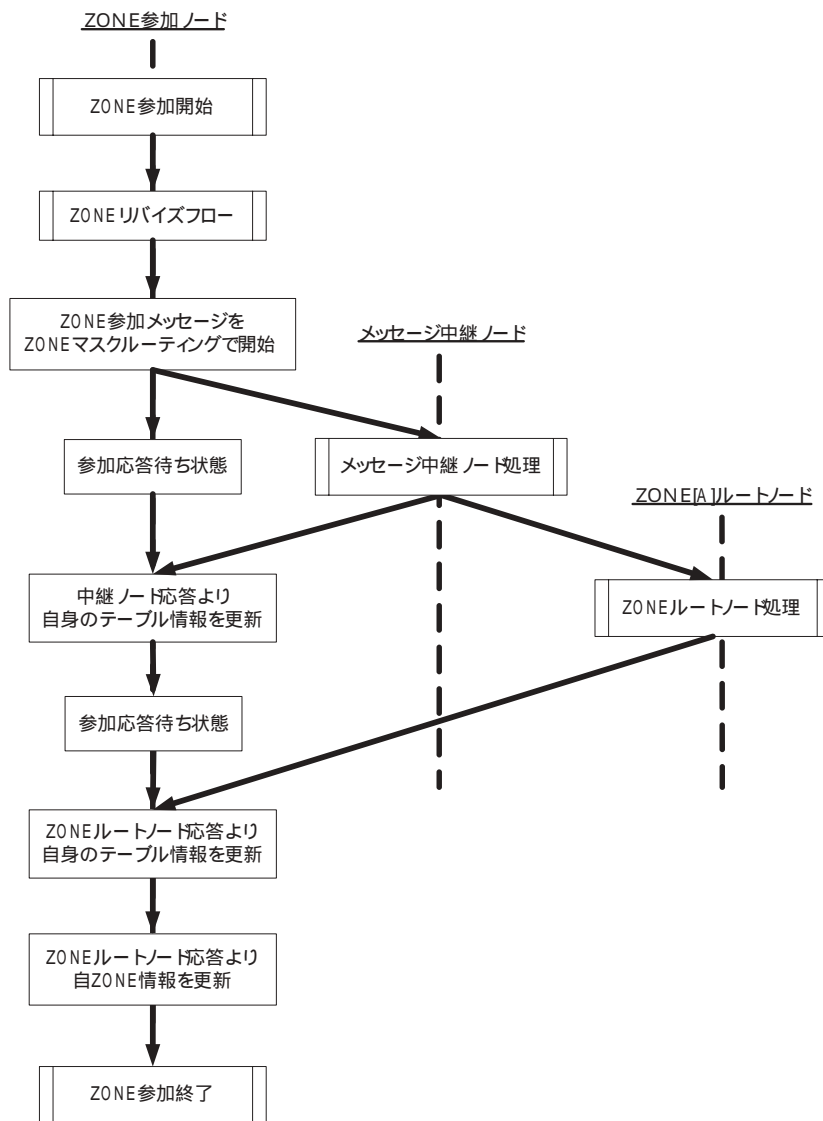 ZONE参加ノード
ZONE参加開始
ZONEリバイズフロー
ZONE参加メッセージを
ZONEマスクルーティングで開始
メッセージ中継ノード
参加応答待ち状態
メッセージ中継ノード処理
ZONE[A]ルートノード
中継ノード応答より
自身のテーブル情報を更新
ZONEルートノード処理
参加応答待ち状態
ZONEルートノード応答より
自身のテーブル情報を更新
ZONEルートノード応答より
自ZONE情報を更新
ZONE参加終了